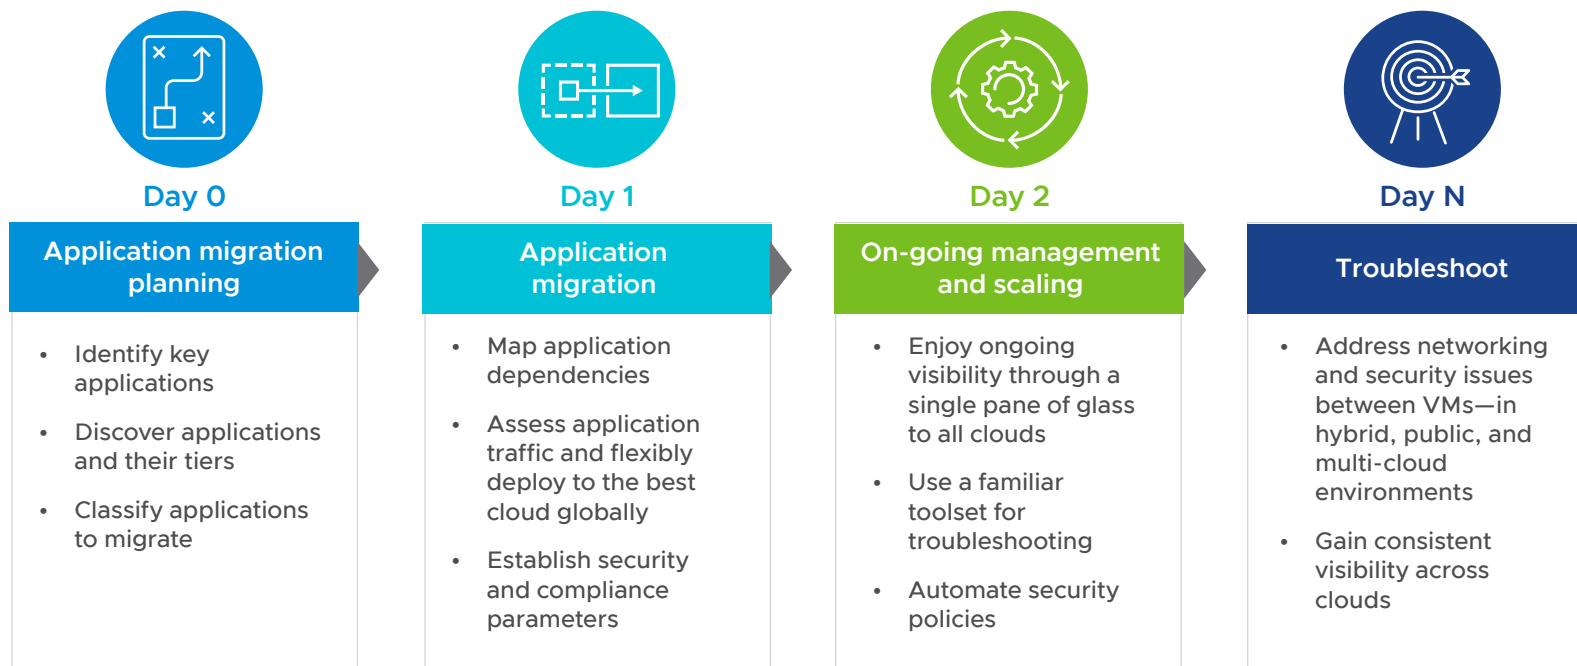 Day 0
Application migration
planning
• Identify key
applications
• Discover applications
and their tiers
• Classify applications
to migrate
Day 1
Application
migration
• Map application
dependencies
• Assess application
traffic and flexibly
deploy to the best
cloud globally
• Establish security
and compliance
parameters
Day 2
On-going management
and scaling
• Enjoy ongoing
visibility through a
single pane of glass
to all clouds
• Use a familiar
toolset for
troubleshooting
• Automate security
policies
Day N
Troubleshoot
• Address networking
and security issues
between VMs—in
hybrid, public, and
multi-cloud
environments
• Gain consistent
visibility across
clouds